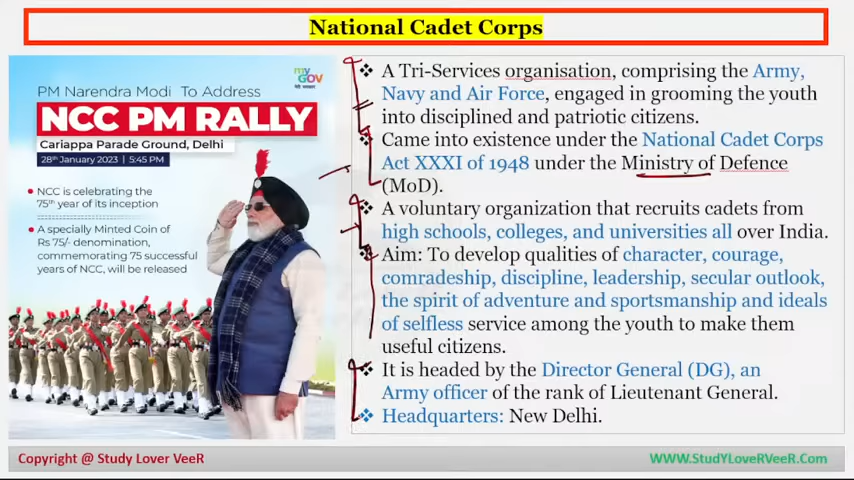 National Cadet Corps
my
GOV
मेरी सरकार
PM Narendra Modi To Address
NCC PM RALLY
Cariappa Parade Ground, Delhi
28th January 2023 | 5:45 PM
NCC is celebrating the
75th year of its inception
A specially Minted Coin of
Rs 75/- denomination,
commemorating 75 successful
years of NCC, will be released
❖ A Tri-Services organisation, comprising the Army,
Navy and Air Force, engaged in grooming the youth
into disciplined and patriotic citizens.
❖ Came into existence under the National Cadet Corps
Act XXXI of 1948 under the Ministry of Defence
(MoD).
❖ A voluntary organization that recruits cadets from
high schools, colleges, and universities all over India.
❖ Aim: To develop qualities of character, courage,
comradeship, discipline, leadership, secular outlook,
the spirit of adventure and sportsmanship and ideals
of selfless service among the youth to make them
useful citizens.
❖ It is headed by the Director General (DG), an
Army officer of the rank of Lieutenant General.
❖ Headquarters: New Delhi.
Copyright @ Study Lover VeeR
WWW.StudyLoveRVeeR.Com